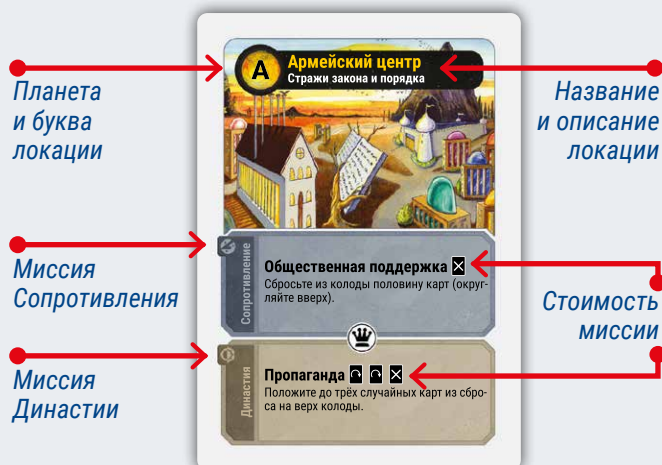 А
Армейский центр
Стражи закона и порядка
Планета
и буква
локации
Название
и описание
локации
Сопротивление
Общественная поддержка
Сбросьте из колоды половину карт (округ-
ляйте вверх).
Миссия
Сопротивления
Стоимость
миссии
Династия
Пропаганда
Положите до трёх случайных карт из сбро-
са на верх колоды.
Миссия
Династии